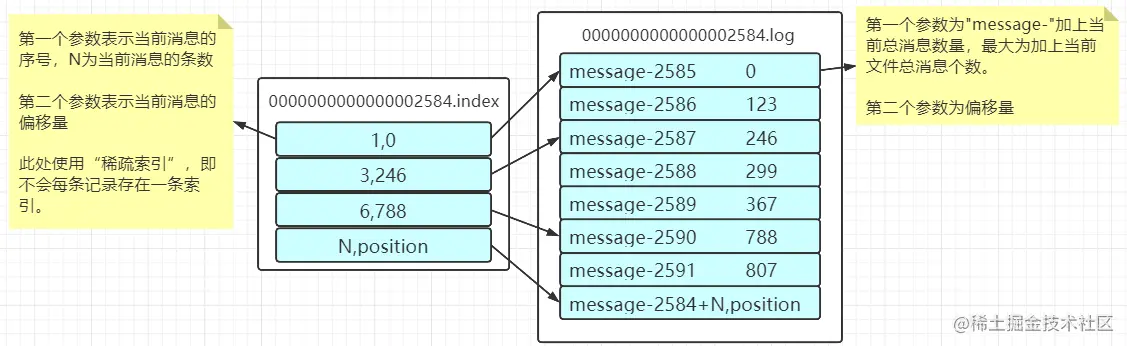 第一个参数表示当前消息的
序号，N为当前消息的条数
第二个参数表示当前消息的
偏移量
此处使用“稀疏索引”，即
不会每条记录存在一条索
引。
0000000000000002584.index
1,0
3,246
6,788
N,position
0000000000000002584.log
message-2585 0
message-2586 123
message-2587 246
message-2588 299
message-2589 367
message-2590 788
message-2591 807
message-2584+N,position
第一个参数为"message-"加上当
前总消息数量，最大为加上当前
文件总消息个数。
第二个参数为偏移量
@稀土掘金技术社区